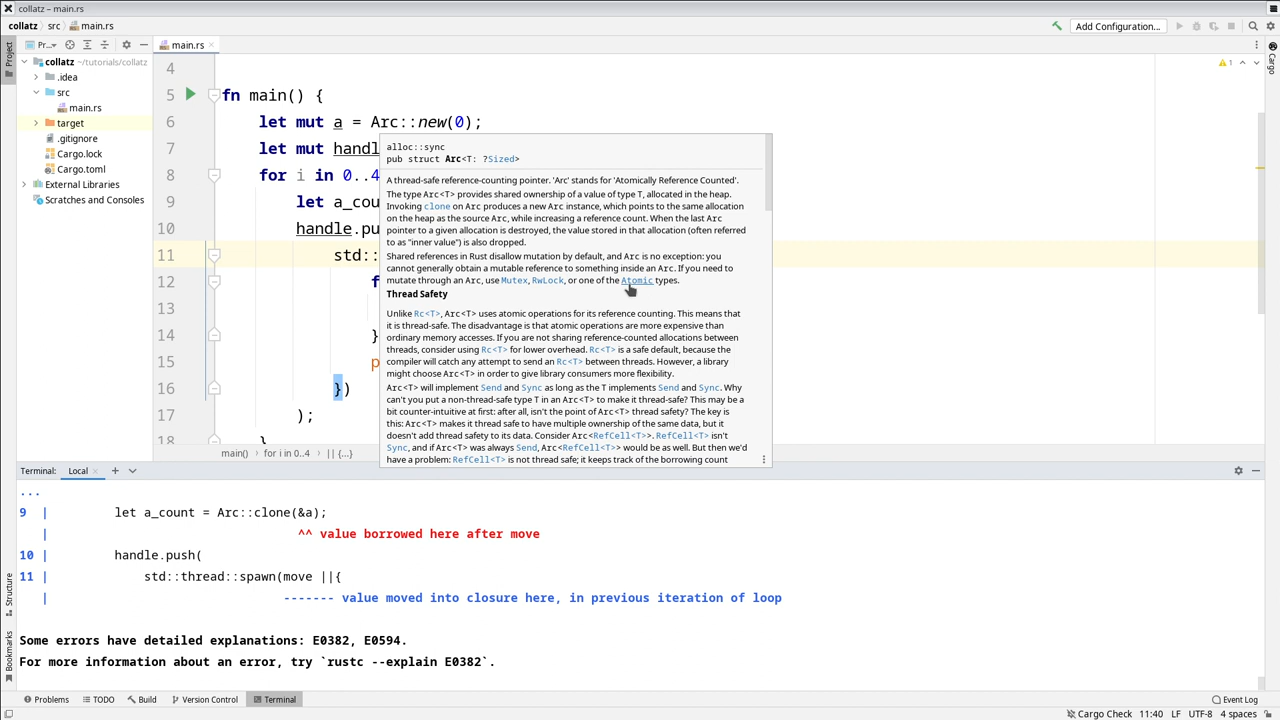 collatz – main.rs
collatz
src
main.rs
Add Configuration...
Project
Pr...
main.rs
Cargo
collatz ~/tutorials/collatz
.idea
src
main.rs
target
.gitignore
Cargo.lock
Cargo.toml
External Libraries
Scratches and Consoles
1
4
5 fn main() {
6 let mut a = Arc::new(0);
7 let mut handl
8 for i in 0..4
9 let a_cou
10 handle.pu
11 std::
12 f
13
14 }
15 p
16 })
17 );
18 }
alloc::sync
pub struct Arc<T: ?Sized>
A thread-safe reference-counting pointer. 'Arc' stands for 'Atomically Reference Counted'.
The type Arc<T> provides shared ownership of a value of type T, allocated in the heap.
Invoking clone on Arc produces a new Arc instance, which points to the same allocation
on the heap as the source Arc, while increasing a reference count. When the last Arc
pointer to a given allocation is destroyed, the value stored in that allocation (often referred
to as "inner value") is also dropped.
Shared references in Rust disallow mutation by default, and Arc is no exception: you
cannot generally obtain a mutable reference to something inside an Arc. If you need to
mutate through an Arc, use Mutex, RwLock, or one of the Atomic types.
Thread Safety
Unlike Rc<T>, Arc<T> uses atomic operations for its reference counting. This means that
it is thread-safe. The disadvantage is that atomic operations are more expensive than
ordinary memory accesses. If you are not sharing reference-counted allocations between
threads, consider using Rc<T> for lower overhead. Rc<T> is a safe default, because the
compiler will catch any attempt to send an Rc<T> between threads. However, a library
might choose Arc<T> in order to give library consumers more flexibility.
Arc<T> will implement Send and Sync as long as the T implements Send and Sync. Why
can't you put a non-thread-safe type T in an Arc<T> to make it thread-safe? This may be a
bit counter-intuitive at first: after all, isn't the point of Arc<T> thread safety? The key is
this: Arc<T> makes it thread safe to have multiple ownership of the same data, but it
doesn't add thread safety to its data. Consider Arc<RefCell<T>>. RefCell<T> isn't
Sync, and if Arc<T> was always Send, Arc<RefCell<T>> would be as well. But then we'd
have a problem: RefCell<T> is not thread safe; it keeps track of the borrowing count
main() for i in 0..4 || {...}
Terminal: Local
...
9 | let a_count = Arc::clone(&a);
| ^^ value borrowed here after move
10 | handle.push(
11 | std::thread::spawn(move ||{
| ------- value moved into closure here, in previous iteration of loop
Some errors have detailed explanations: E0382, E0594.
For more information about an error, try `rustc --explain E0382`.
Structure
Bookmarks
Problems
TODO
Build
Version Control
Terminal
Event Log
Cargo Check 11:40 LF UTF-8 4 spaces